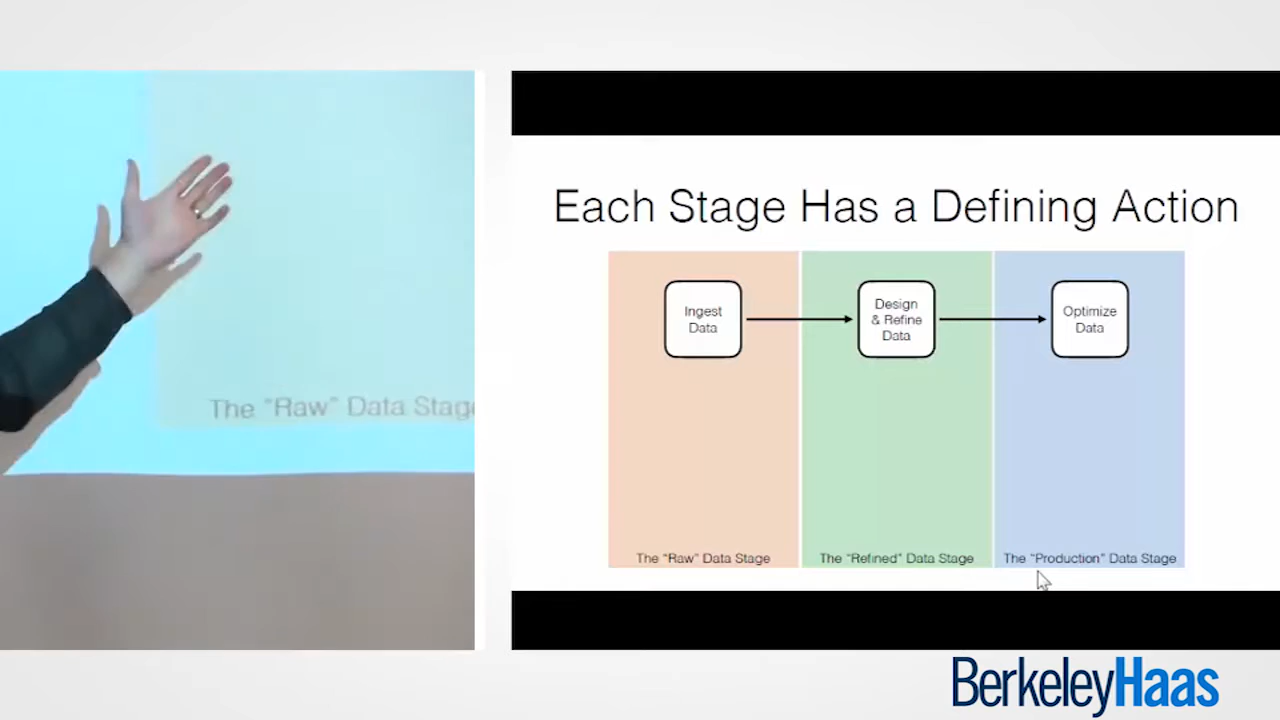 The "Raw" Data Stage
Each Stage Has a Defining Action
Ingest
Data
Design
& Refine
Data
Optimize
Data
The "Raw" Data Stage
The "Refined" Data Stage
The "Production" Data Stage
BerkeleyHaas